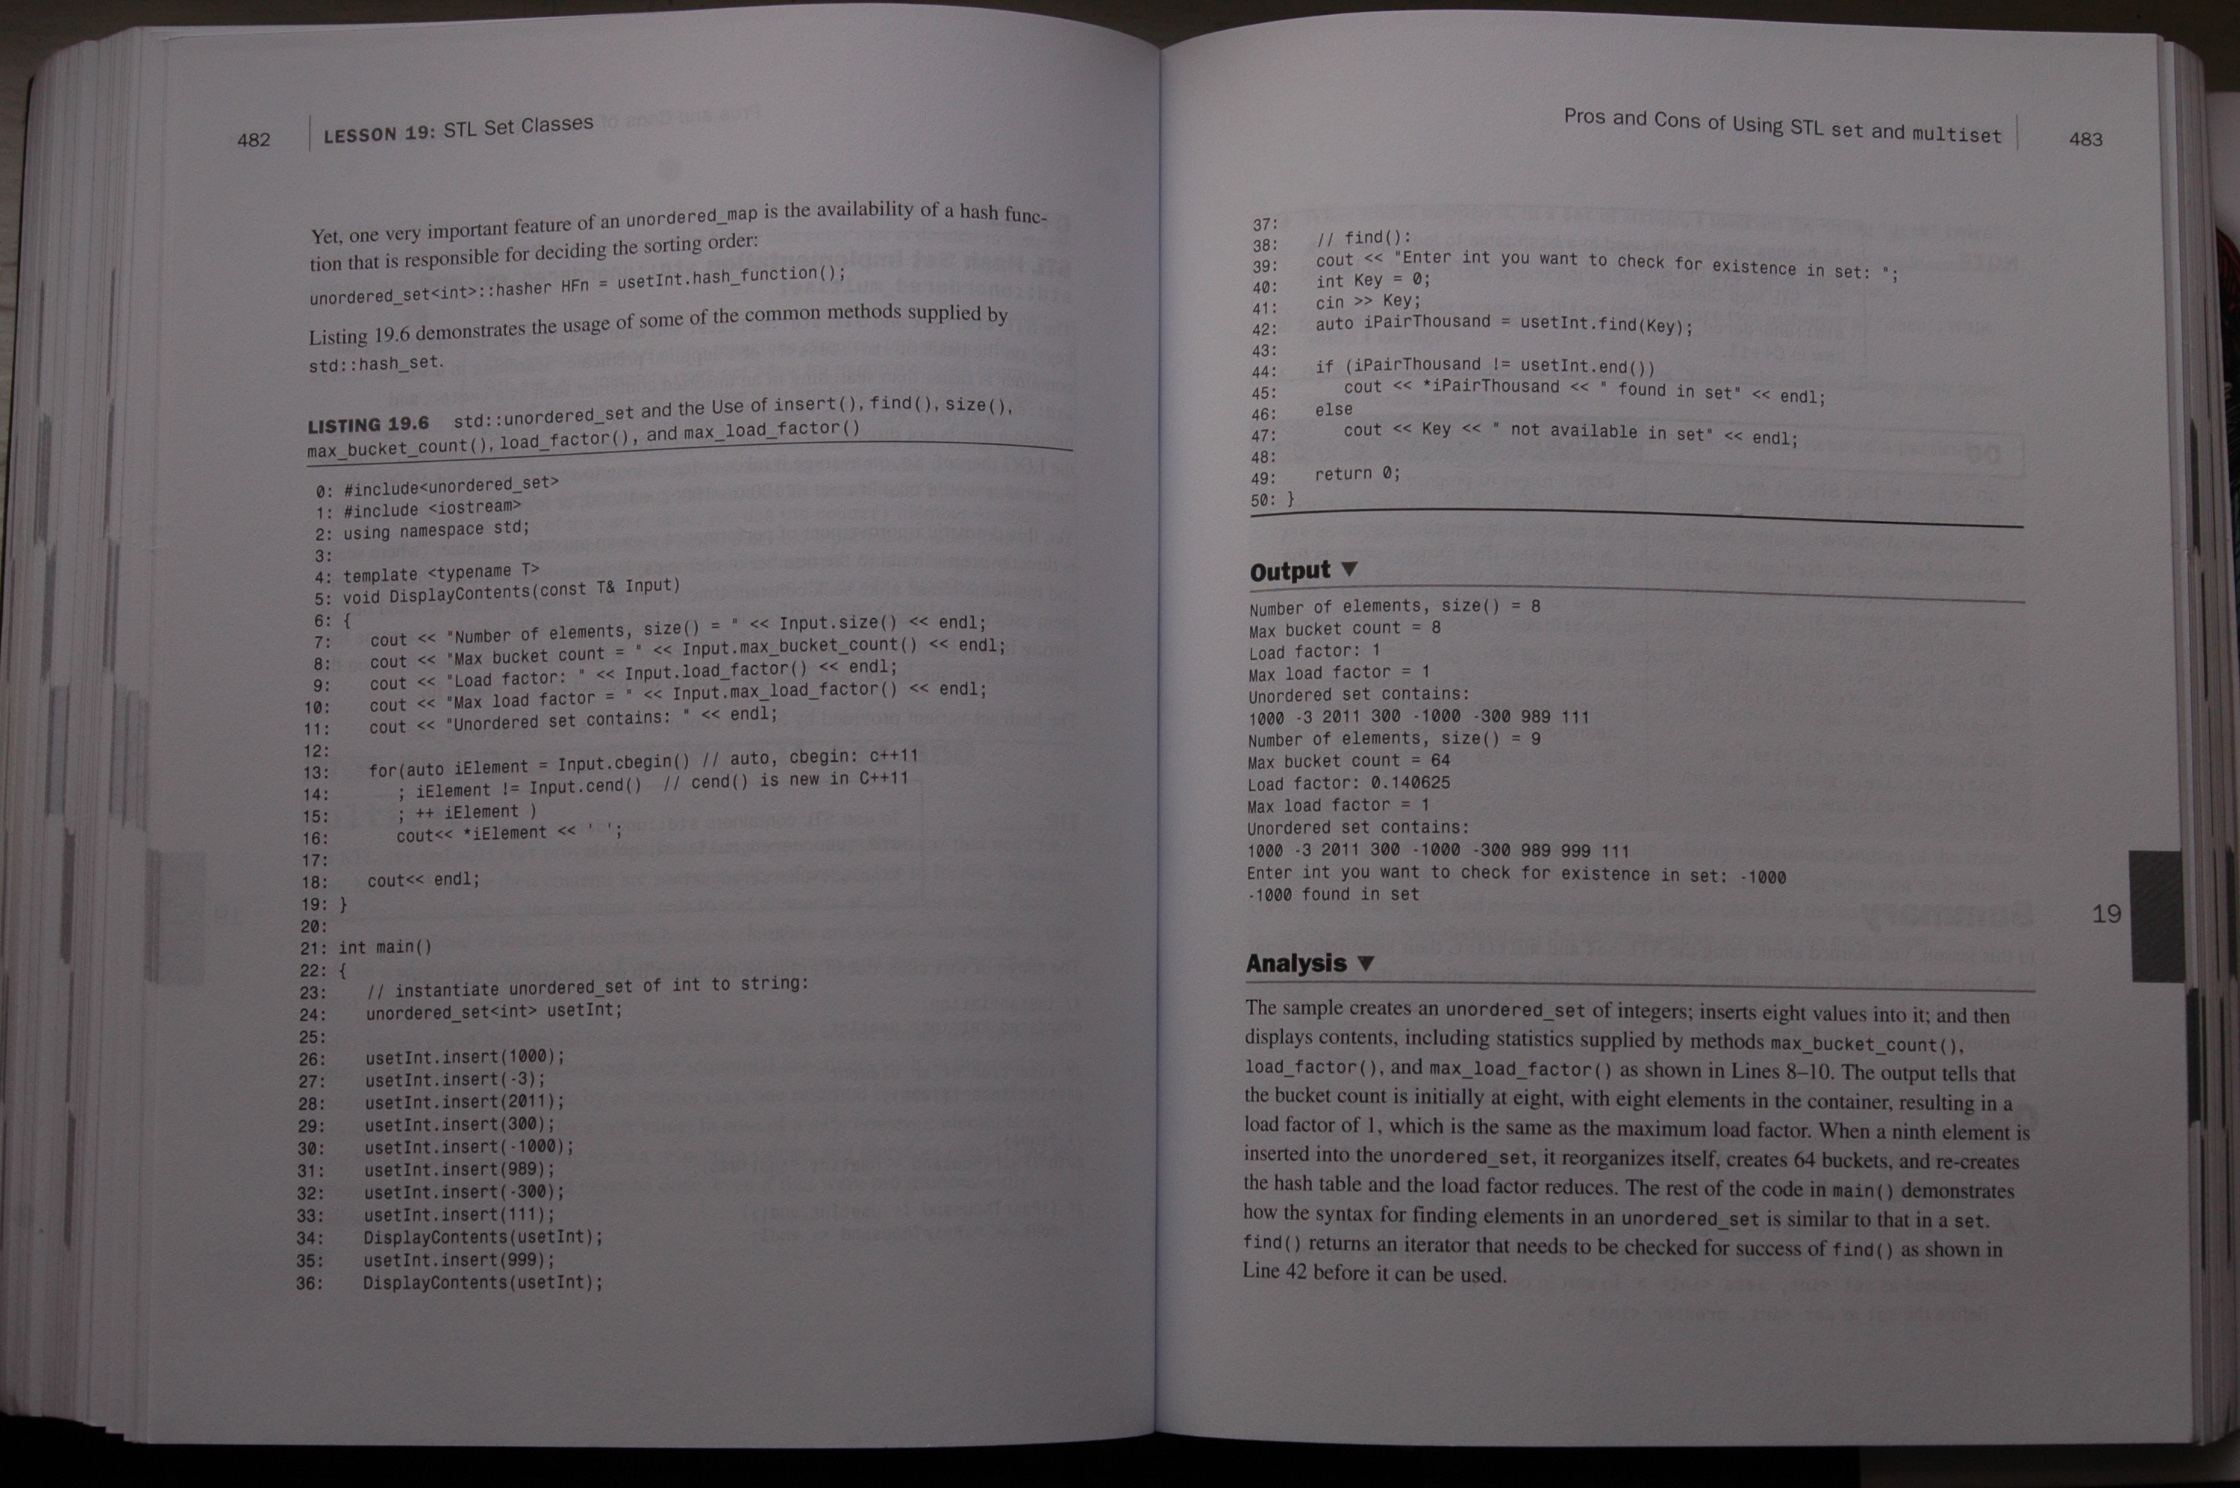 482
LESSON 19: STL Set Classes
Yet, one very important feature of an unordered_map is the availability of a hash func-
tion that is responsible for deciding the sorting order:
unordered_set<int>::hasher HFn = usetInt.hash_function();
Listing 19.6 demonstrates the usage of some of the common methods supplied by
std::hash_set.
LISTING 19.6 std::unordered_set and the Use of insert(), find(), size(),
max_bucket_count(), load_factor(), and max_load_factor()
0: #include<unordered_set>
1: #include <iostream>
2: using namespace std;
3:
4: template <typename T>
5: void DisplayContents(const T& Input)
6: {
7:    cout << "Number of elements, size() = " << Input.size() << endl;
8:    cout << "Max bucket count = " << Input.max_bucket_count() << endl;
9:    cout << "Load factor: " << Input.load_factor() << endl;
10:    cout << "Max load factor = " << Input.max_load_factor() << endl;
11:    cout << "Unordered set contains: " << endl;
12:
13:    for(auto iElement = Input.cbegin() // auto, cbegin: c++11
14:       ; iElement != Input.cend()  // cend() is new in C++11
15:       ; ++ iElement )
16:       cout<< *iElement << ' ';
17:
18:    cout<< endl;
19: }
20:
21: int main()
22: {
23:    // instantiate unordered_set of int to string:
24:    unordered_set<int> usetInt;
25:
26:    usetInt.insert(1000);
27:    usetInt.insert(-3);
28:    usetInt.insert(2011);
29:    usetInt.insert(300);
30:    usetInt.insert(-1000);
31:    usetInt.insert(989);
32:    usetInt.insert(-300);
33:    usetInt.insert(111);
34:    DisplayContents(usetInt);
35:    usetInt.insert(999);
36:    DisplayContents(usetInt);
Pros and Cons of Using STL set and multiset
483
37:
38:    // find():
39:    cout << "Enter int you want to check for existence in set: ";
40:    int Key = 0;
41:    cin >> Key;
42:    auto iPairThousand = usetInt.find(Key);
43:
44:    if (iPairThousand != usetInt.end())
45:       cout << *iPairThousand << " found in set" << endl;
46:    else
47:       cout << Key << " not available in set" << endl;
48:
49:    return 0;
50: }
Output ▼
Number of elements, size() = 8
Max bucket count = 8
Load factor: 1
Max load factor = 1
Unordered set contains:
1000 -3 2011 300 -1000 -300 989 111
Number of elements, size() = 9
Max bucket count = 64
Load factor: 0.140625
Max load factor = 1
Unordered set contains:
1000 -3 2011 300 -1000 -300 989 999 111
Enter int you want to check for existence in set: -1000
-1000 found in set
Analysis ▼
The sample creates an unordered_set of integers; inserts eight values into it; and then
displays contents, including statistics supplied by methods max_bucket_count(),
load_factor(), and max_load_factor() as shown in Lines 8–10. The output tells that
the bucket count is initially at eight, with eight elements in the container, resulting in a
load factor of 1, which is the same as the maximum load factor. When a ninth element is
inserted into the unordered_set, it reorganizes itself, creates 64 buckets, and re-creates
the hash table and the load factor reduces. The rest of the code in main() demonstrates
how the syntax for finding elements in an unordered_set is similar to that in a set.
find() returns an iterator that needs to be checked for success of find() as shown in
Line 42 before it can be used.
19